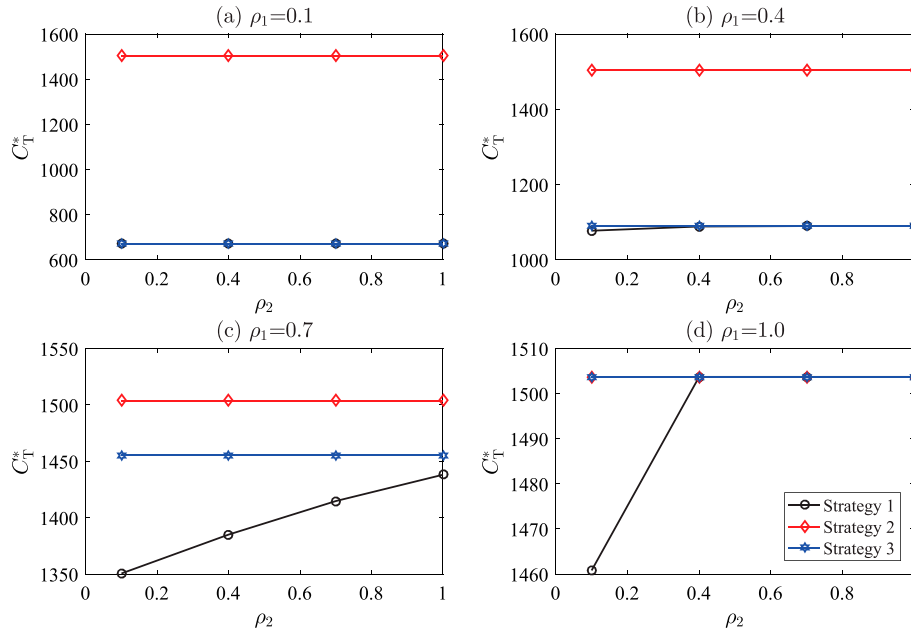 (a) ρ₁=0.1
1600
1400
1200
1000
800
600
C*_T
0 0.2 0.4 0.6 0.8 1
ρ₂
(b) ρ₁=0.4
1600
1400
1200
1000
C*_T
0 0.2 0.4 0.6 0.8
ρ₂
(c) ρ₁=0.7
1550
1500
1450
1400
1350
C*_T
0 0.2 0.4 0.6 0.8 1
ρ₂
(d) ρ₁=1.0
1510
1500
1490
1480
1470
1460
C*_T
0 0.2 0.4 0.6 0.8
ρ₂
Strategy 1
Strategy 2
Strategy 3